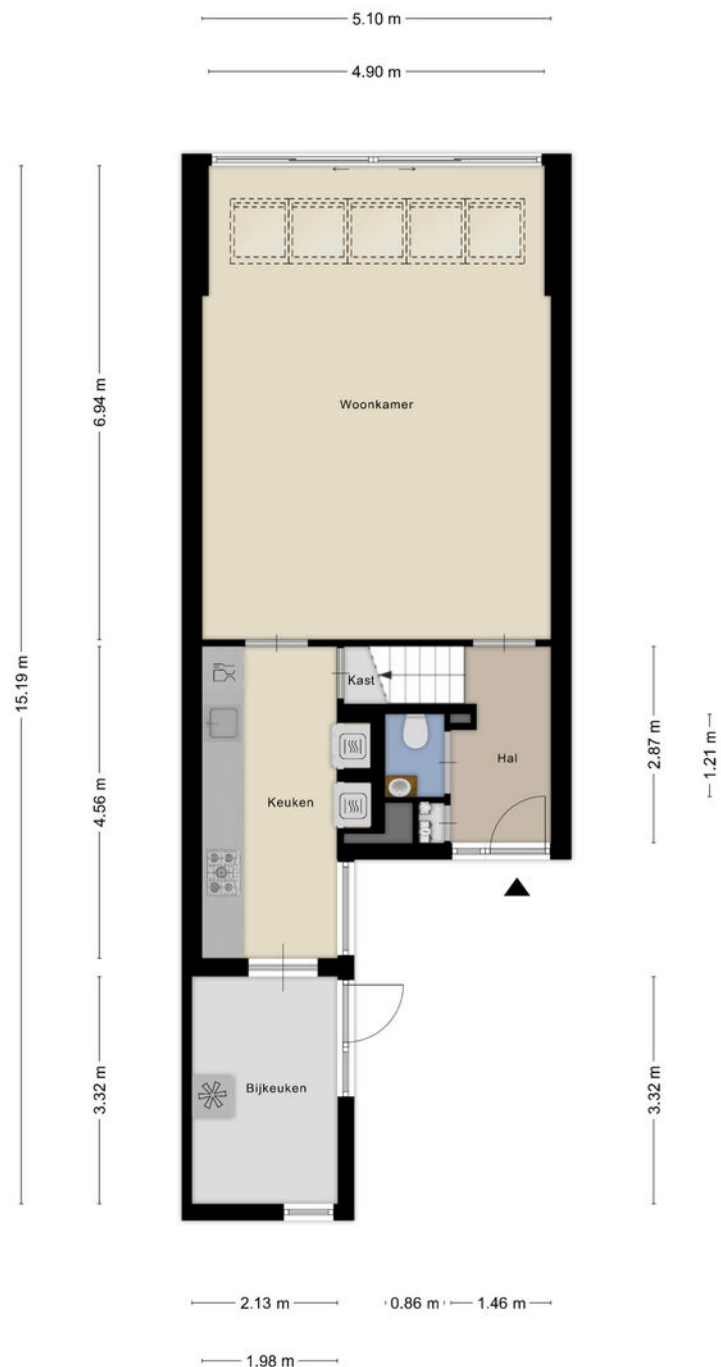 5.10 m
4.90 m
Woonkamer
6.94 m
15.19 m
Kast
2.87 m
1.21 m
Hal
Keuken
4.56 m
Bijkeuken
3.32 m
3.32 m
2.13 m
0.86 m
1.46 m
1.98 m